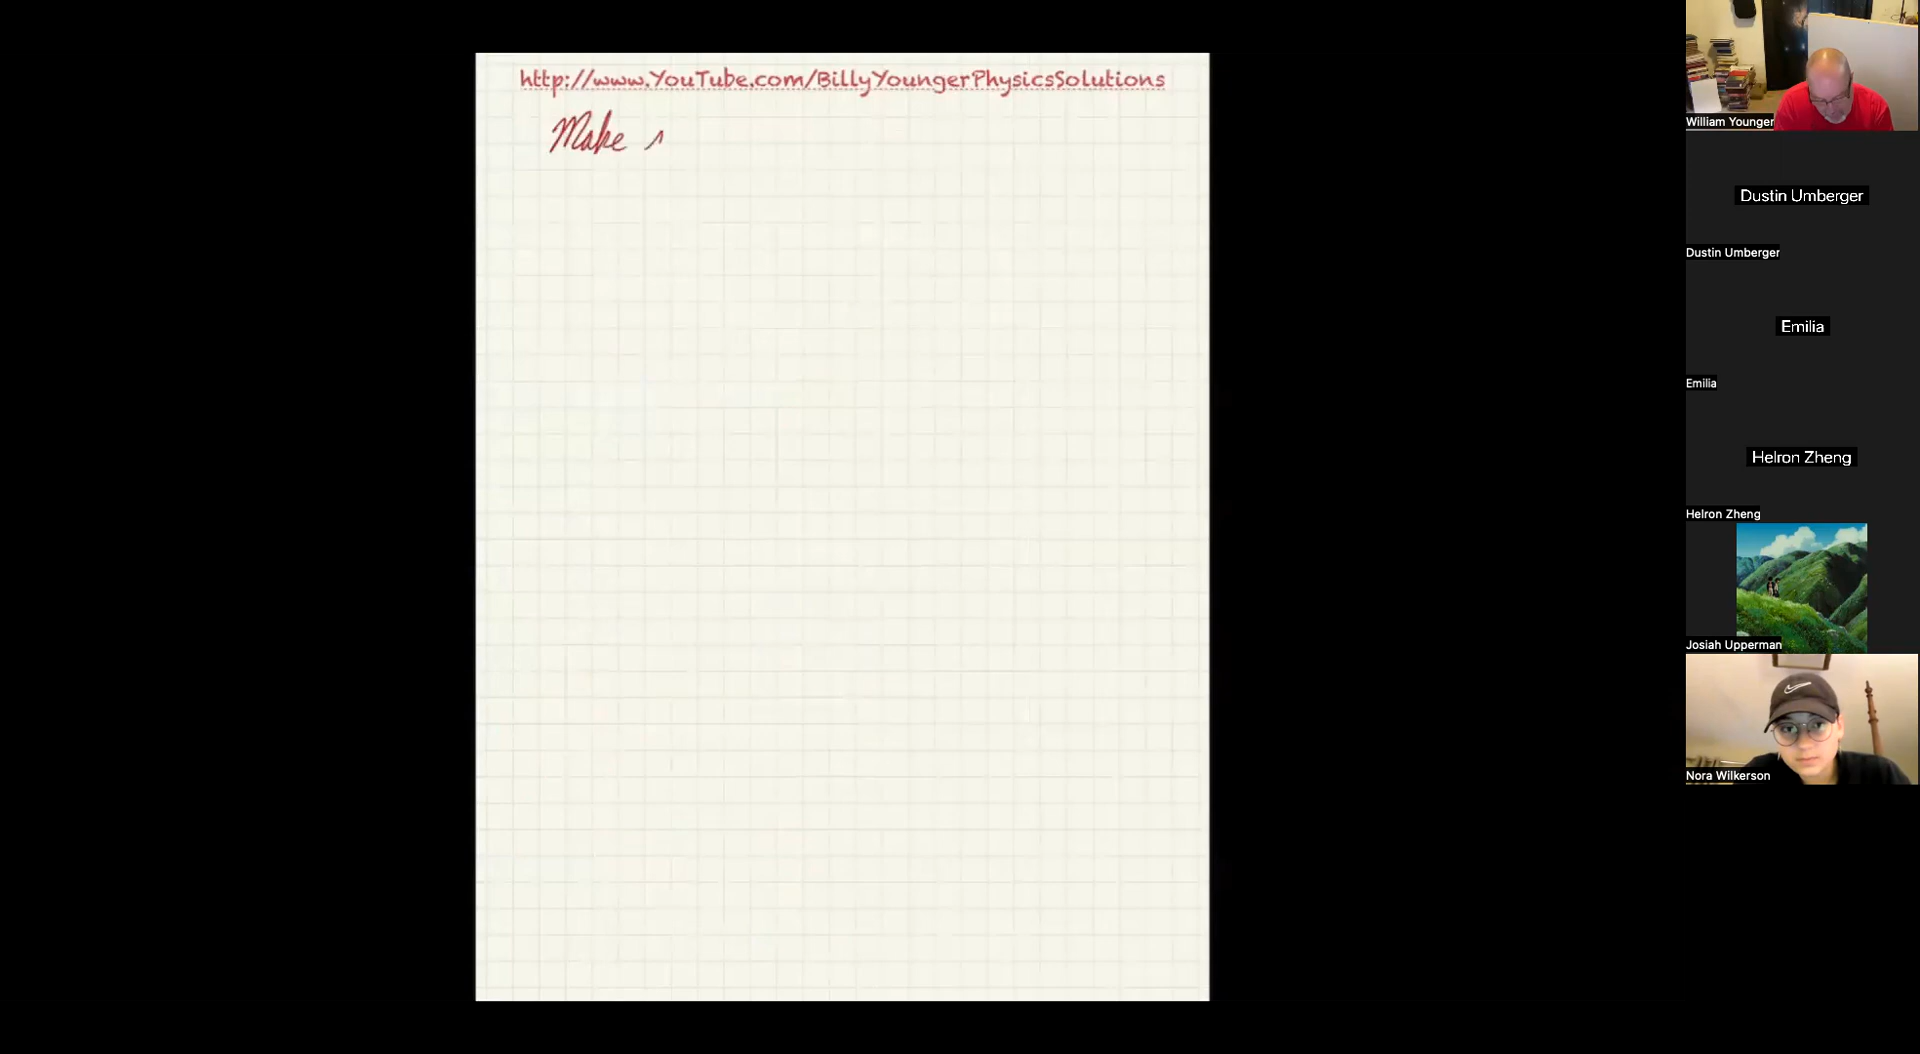 http://www.YouTube.com/BillyYoungerPhysicsSolutions
Make
William Younger
Dustin Umberger
Dustin Umberger
Emilia
Emilia
Helron Zheng
Helron Zheng
Josiah Upperman
Nora Wilkerson